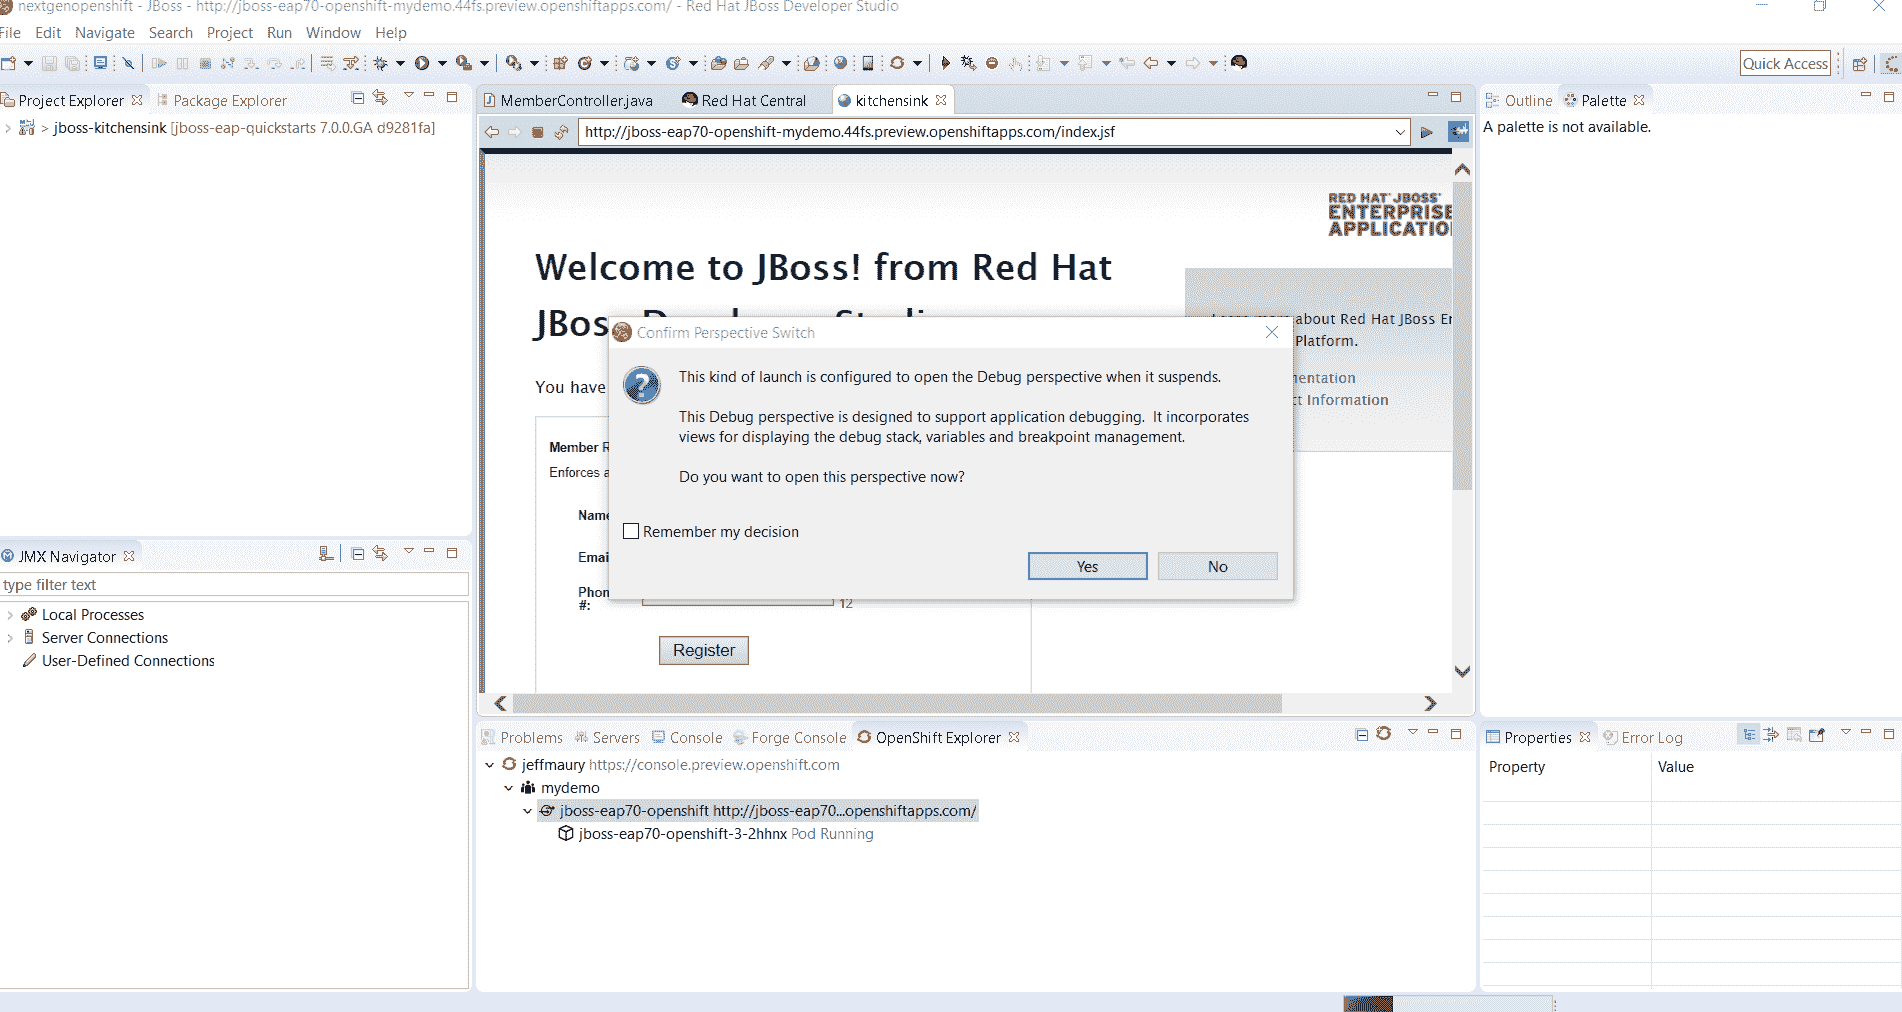 nextgenopenshift - JBoss - http://jboss-eap70-openshift-mydemo.44fs.preview.openshiftapps.com/ - Red Hat JBoss Developer Studio
File Edit Navigate Search Project Run Window Help
Quick Access
Project Explorer Package Explorer
> jboss-kitchensink [jboss-eap-quickstarts 7.0.0.GA d9281fa]
MemberController.java Red Hat Central kitchensink
http://jboss-eap70-openshift-mydemo.44fs.preview.openshiftapps.com/index.jsf
RED HAT JBOSS
ENTERPRISE
APPLICATIO
Welcome to JBoss! from Red Hat
JBos
about Red Hat JBoss Er
Platform.
mentation
ct Information
You have
Member R
Enforces a
Name
Emai
Phon
#:
12
Register
Confirm Perspective Switch
This kind of launch is configured to open the Debug perspective when it suspends.
This Debug perspective is designed to support application debugging. It incorporates
views for displaying the debug stack, variables and breakpoint management.
Do you want to open this perspective now?
Remember my decision
Yes No
Outline Palette
A palette is not available.
JMX Navigator
type filter text
Local Processes
Server Connections
User-Defined Connections
Problems Servers Console Forge Console OpenShift Explorer
jeffmaury https://console.preview.openshift.com
mydemo
jboss-eap70-openshift http://jboss-eap70...openshiftapps.com/
jboss-eap70-openshift-3-2hhnx Pod Running
Properties Error Log
Property Value